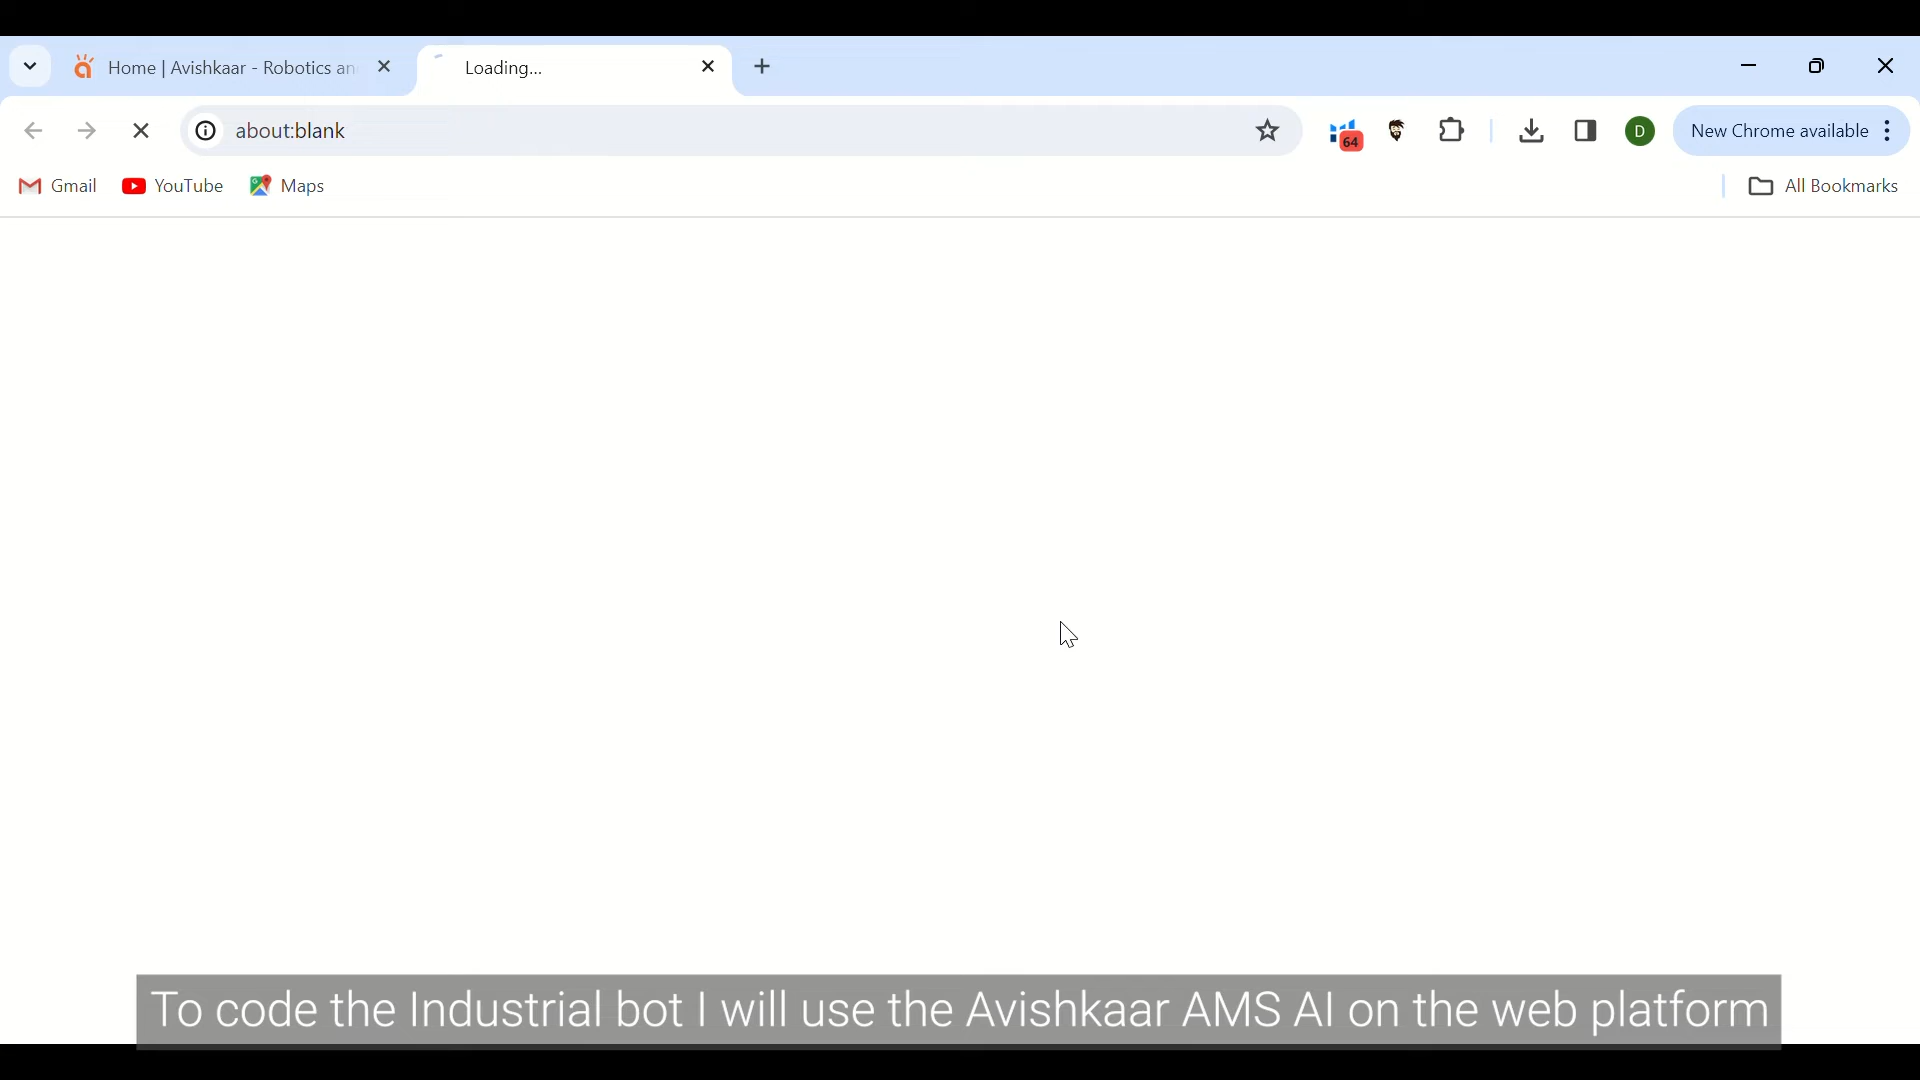 Home | Avishkaar - Robotics an
Loading...
about:blank
64
D
New Chrome available
Gmail
YouTube
Maps
All Bookmarks
To code the Industrial bot I will use the Avishkaar AMS AI on the web platform